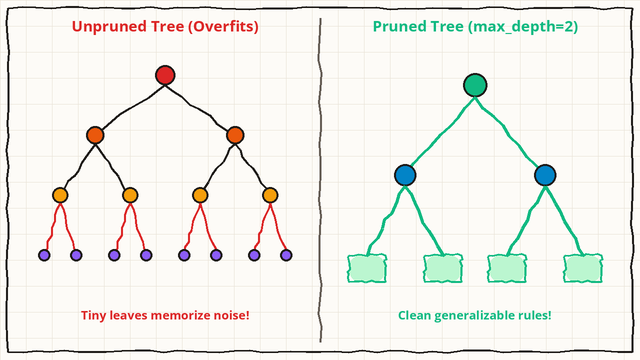 Unpruned Tree (Overfits)
Pruned Tree (max_depth=2)
Tiny leaves memorize noise!
Clean generalizable rules!